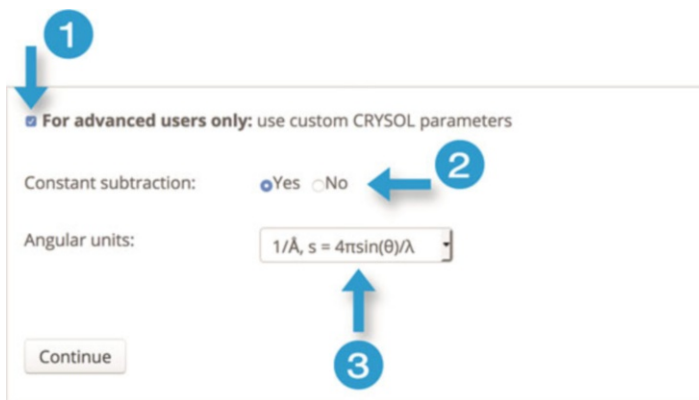 1
For advanced users only: use custom CRYSOL parameters
2
Constant subtraction: Yes No
Angular units: 1/Å, s = 4πsin(θ)/λ
Continue
3